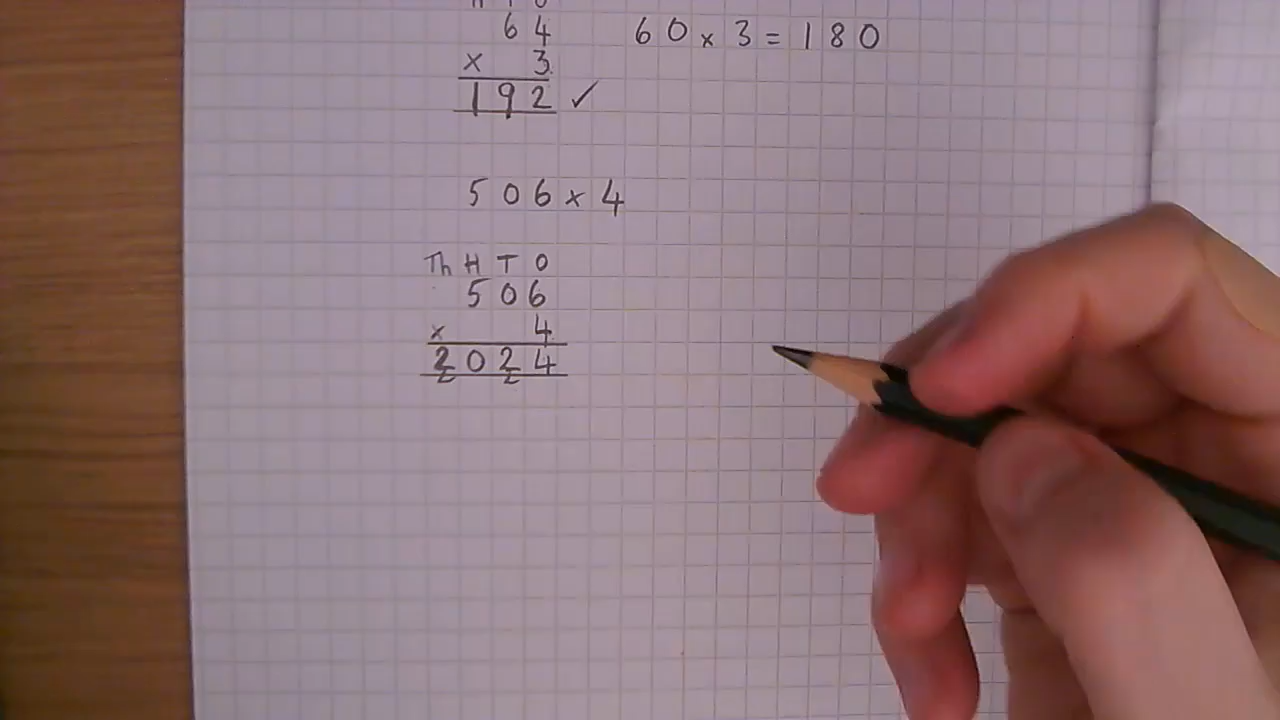 H T O
64 60 x 3 = 180
x 3
192 ✓
506 x 4
Th H T O
506
x 4
2024
2 2